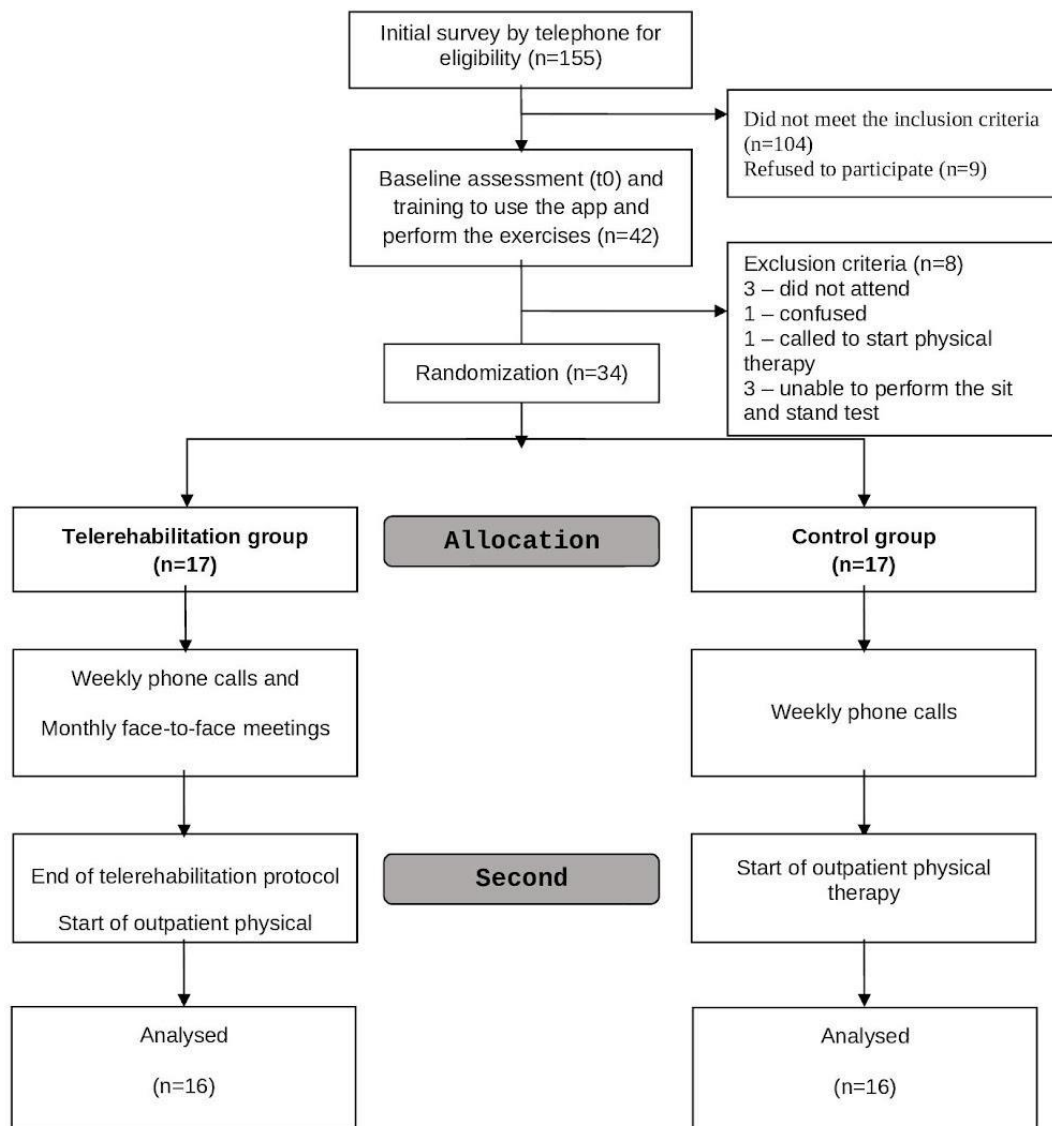 Initial survey by telephone for
eligibility (n=155)
Did not meet the inclusion criteria
(n=104)
Refused to participate (n=9)
Baseline assessment (t0) and
training to use the app and
perform the exercises (n=42)
Exclusion criteria (n=8)
3 – did not attend
1 – confused
1 – called to start physical
therapy
3 – unable to perform the sit
and stand test
Randomization (n=34)
Telerehabilitation group
(n=17)
Allocation
Control group
(n=17)
Weekly phone calls and
Monthly face-to-face meetings
Weekly phone calls
End of telerehabilitation protocol
Start of outpatient physical
Second
Start of outpatient physical
therapy
Analysed
(n=16)
Analysed
(n=16)